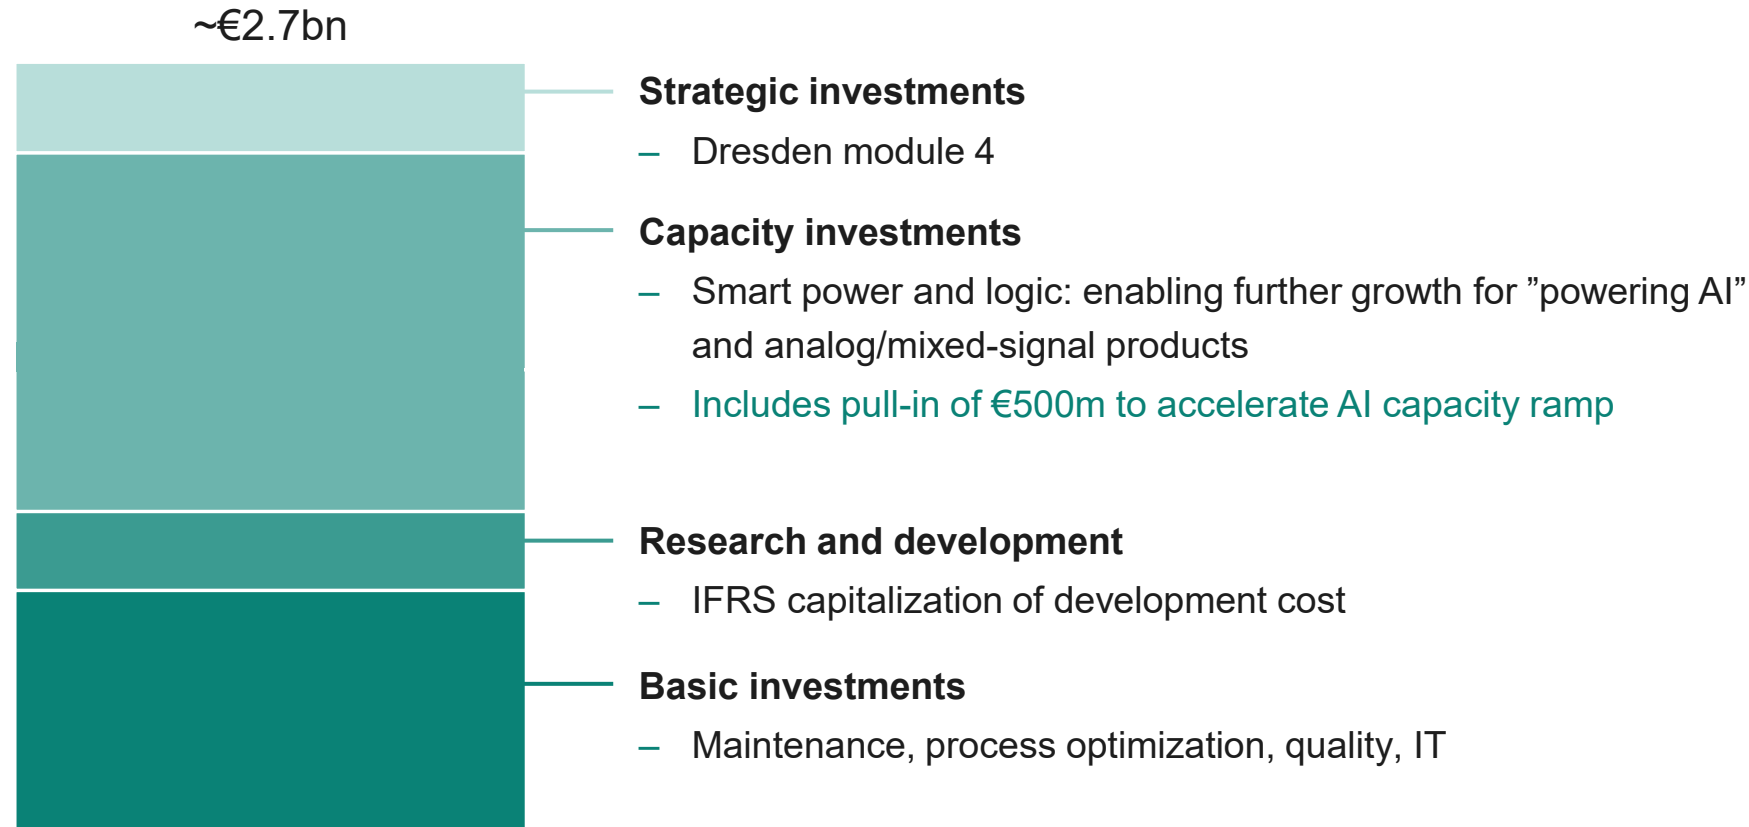 ~€2.7bn
Strategic investments
– Dresden module 4
Capacity investments
– Smart power and logic: enabling further growth for ”powering AI”
and analog/mixed-signal products
– Includes pull-in of €500m to accelerate AI capacity ramp
Research and development
– IFRS capitalization of development cost
Basic investments
– Maintenance, process optimization, quality, IT